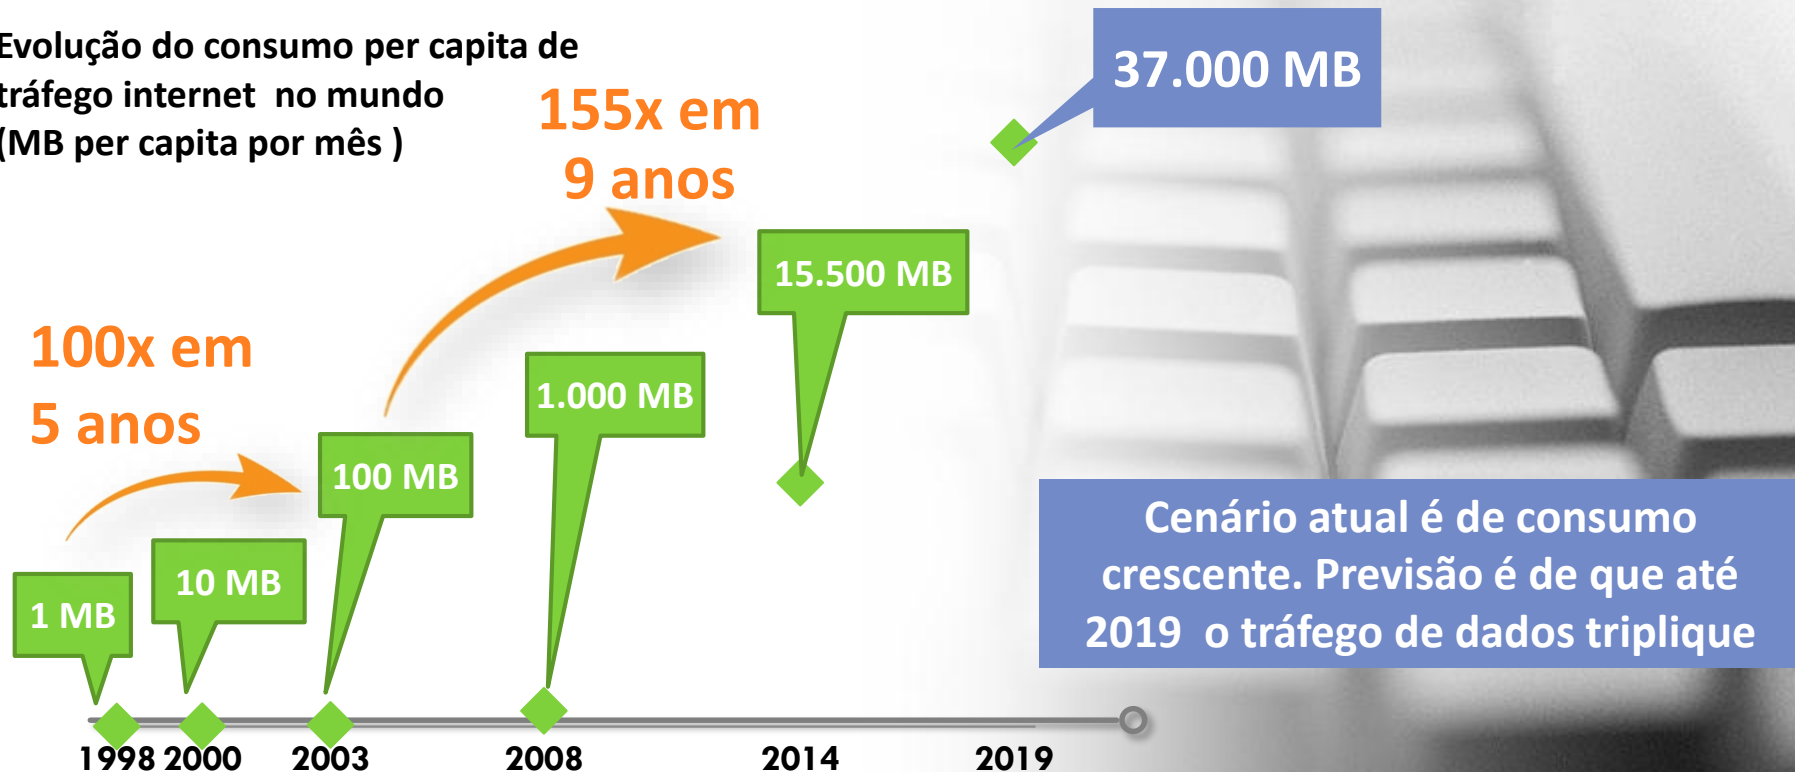 Evolução do consumo per capita de
tráfego internet no mundo
(MB per capita por mês )
155x em
9 anos
37.000 MB
15.500 MB
100x em
5 anos
1.000 MB
100 MB
10 MB
1 MB
Cenário atual é de consumo
crescente. Previsão é de que até
2019 o tráfego de dados triplique
1998 2000 2003 2008 2014 2019